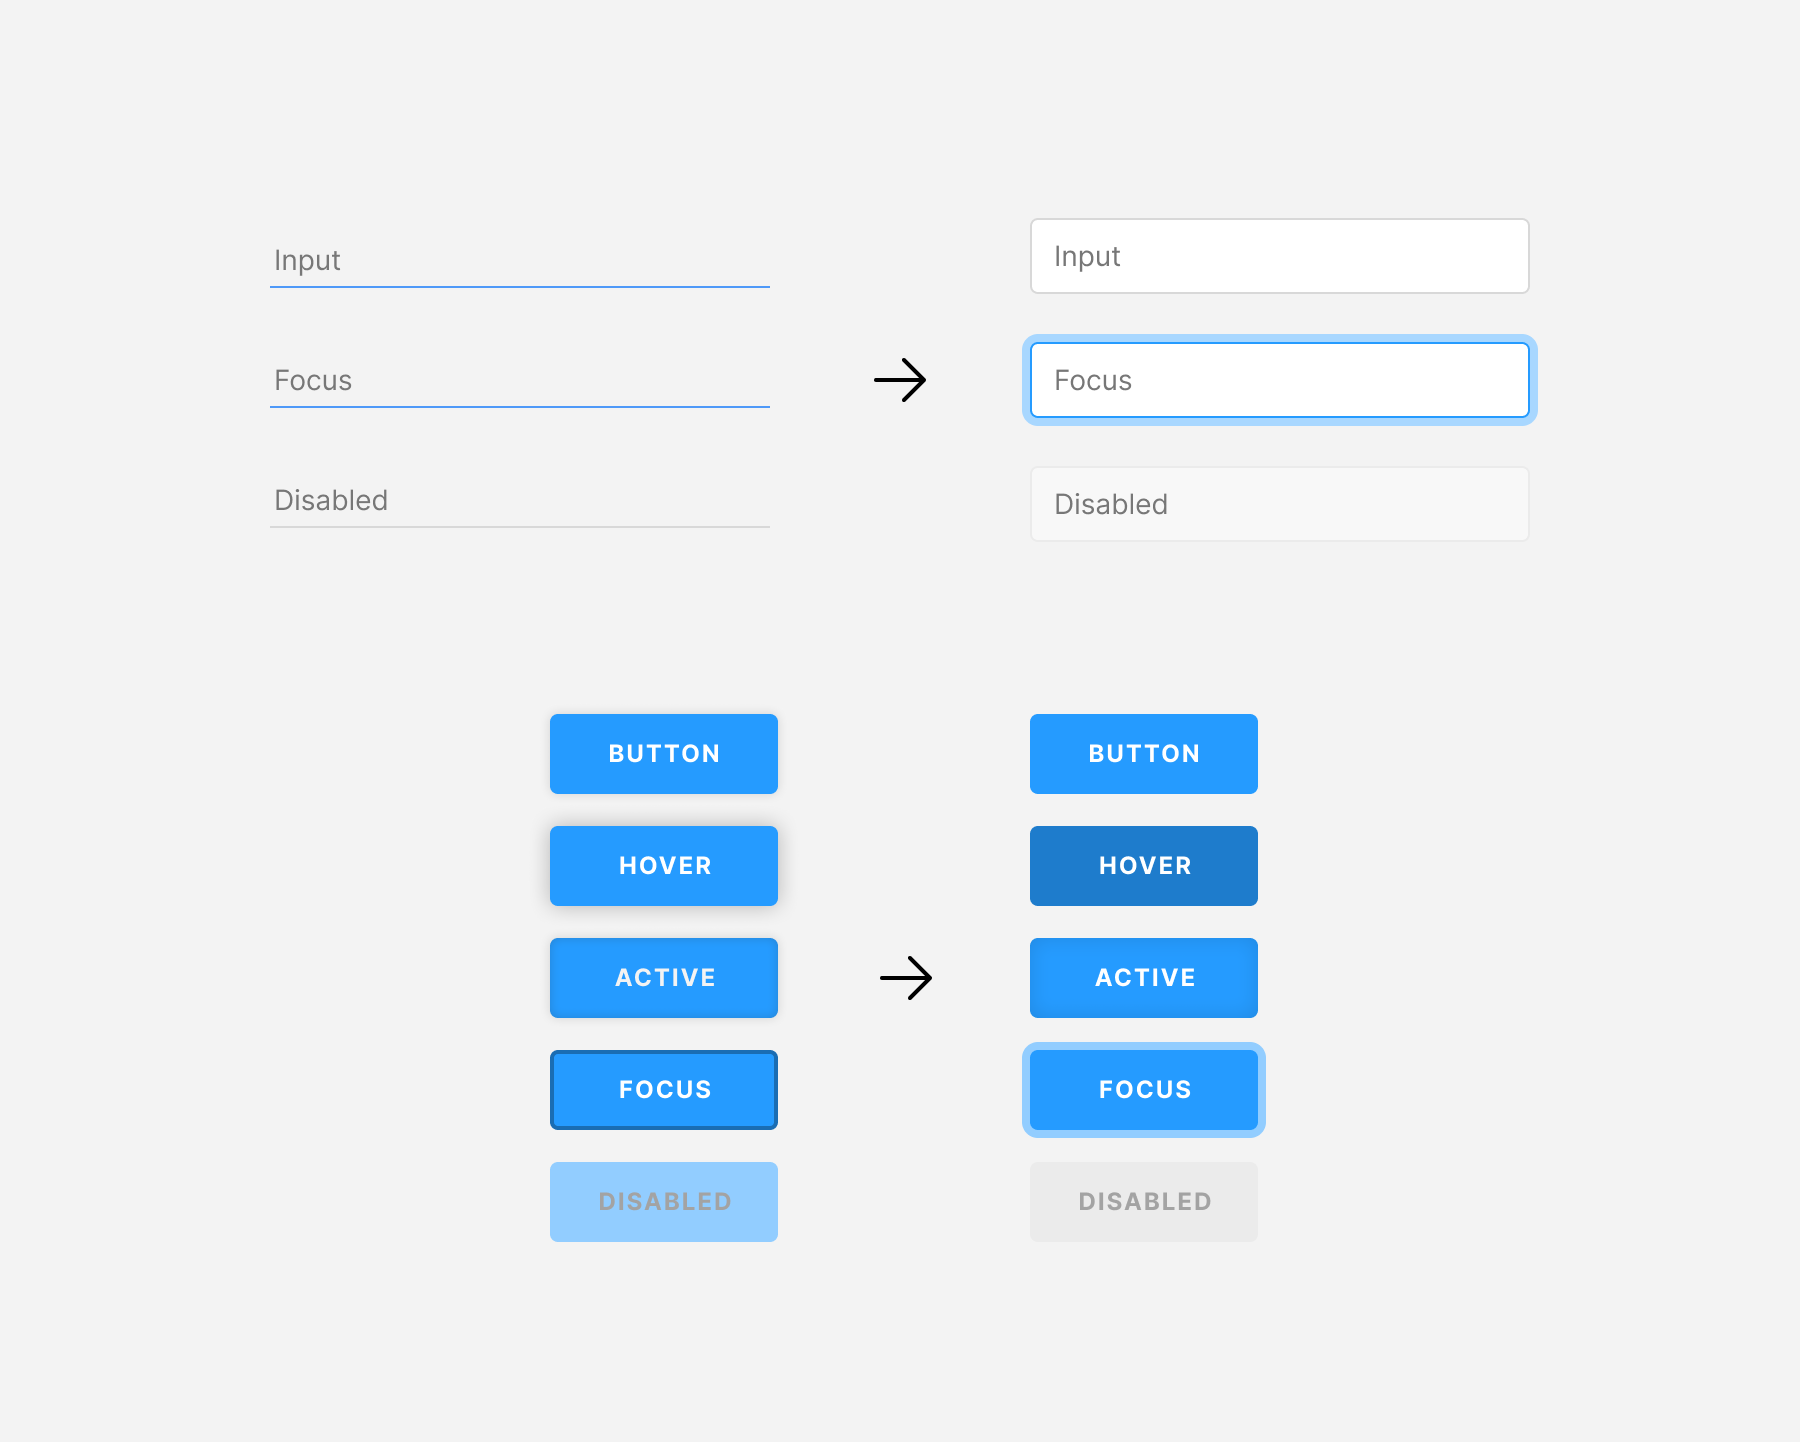 Input
Focus
Disabled
Input
Focus
Disabled
BUTTON
HOVER
ACTIVE
FOCUS
DISABLED
BUTTON
HOVER
ACTIVE
FOCUS
DISABLED